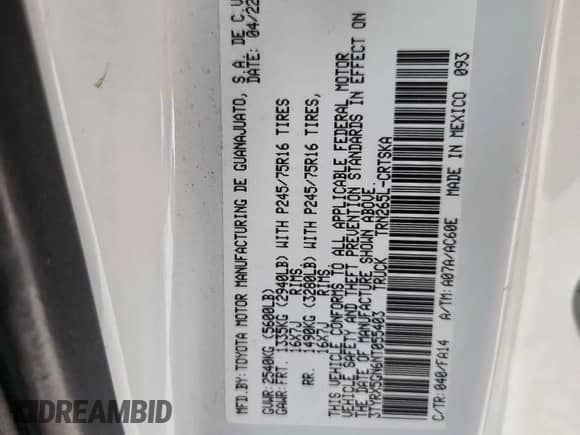 MFD.BY: TOYOTA MOTOR MANUFACTURING DE GUANAJUATO, S.A. DE C.V.
DATE: 04/22
GVWR: 2540KG (5600LB)
GAWR: FRT. 1335KG (2940LB) WITH P245/75R16 TIRES
16X7J RIMS,
RR. 1490KG (3280LB) WITH P245/75R16 TIRES,
16X7J RIMS,
THIS VEHICLE CONFORMS TO ALL APPLICABLE FEDERAL MOTOR
VEHICLE SAFETY AND THEFT PREVENTION STANDARDS IN EFFECT ON
THE DATE OF MANUFACTURE SHOWN ABOVE.
3TYRX5GN6NT055403 TRUCK TRN265L-CRTSKA
C/TR: 040/FA14 A/TM: A07A/AC60E MADE IN MEXICO 093
DREAMBID